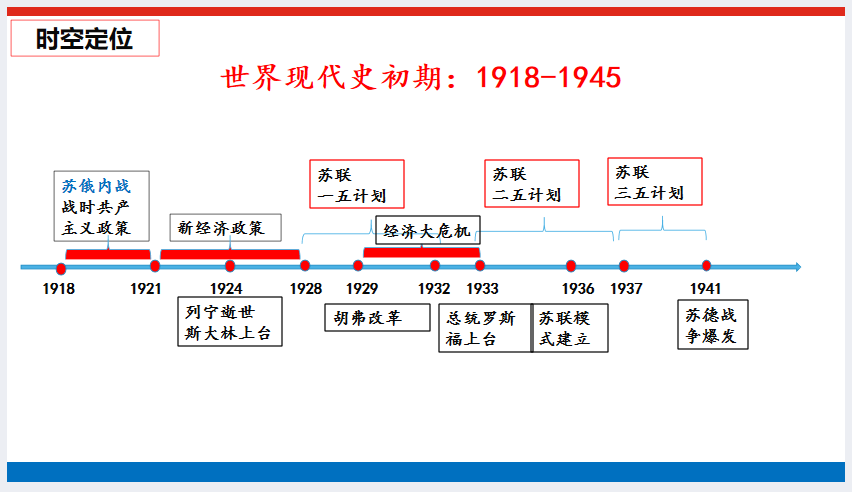 时空定位
世界现代史初期：1918-1945
苏俄内战
战时共产
主义政策
新经济政策
苏联
一五计划
经济大危机
苏联
二五计划
苏联
三五计划
1918
1921
1924
1928
1929
1932
1933
1936
1937
1941
列宁逝世
斯大林上台
胡弗改革
总统罗斯
福上台
苏联模
式建立
苏德战
争爆发